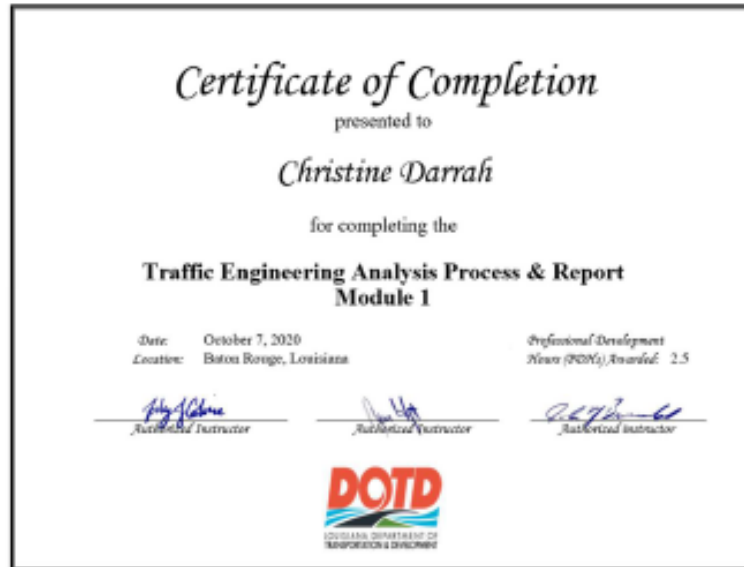 Certificate of Completion
presented to
Christine Darrah
for completing the
Traffic Engineering Analysis Process & Report
Module 1
Date: October 7, 2020
Location: Baton Rouge, Louisiana
Professional Development
Hours (PDHs) Awarded: 2.5
Authorized Instructor
Authorized Instructor
Authorized instructor
DOTD
LOUISIANA DEPARTMENT OF
TRANSPORTATION & DEVELOPMENT